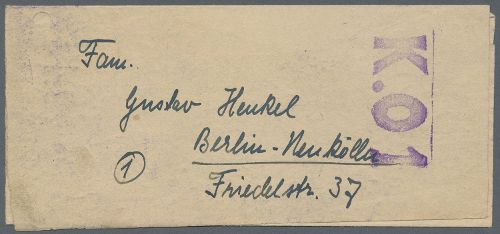 Fam.
Gustav Henkel
Berlin-Neukölln
①
Friedelstr. 37
K.01